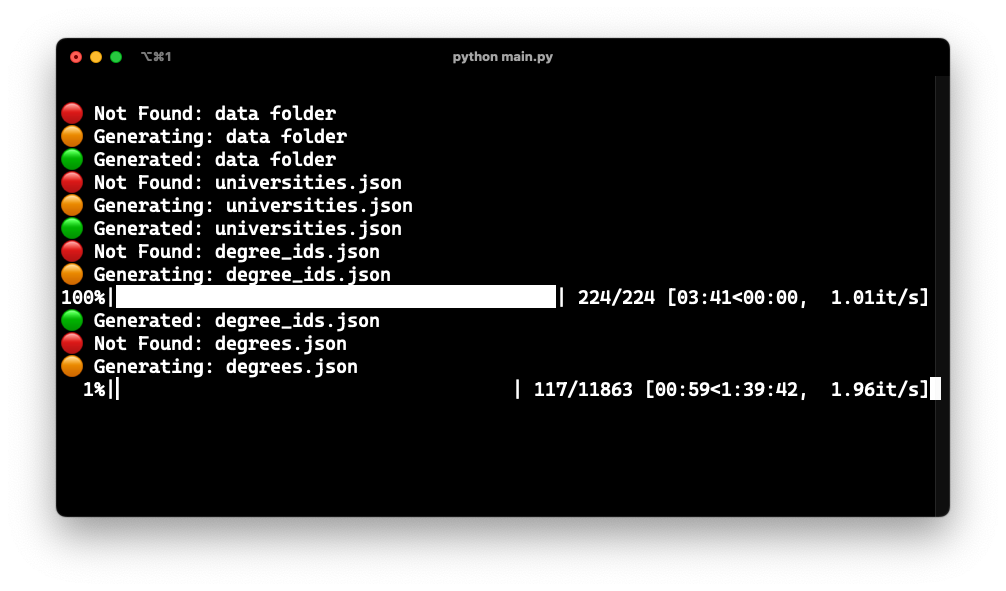 ⌥⌘1 python main.py
🔴 Not Found: data folder
🟠 Generating: data folder
🟢 Generated: data folder
🔴 Not Found: universities.json
🟠 Generating: universities.json
🟢 Generated: universities.json
🔴 Not Found: degree_ids.json
🟠 Generating: degree_ids.json
100%|██████████| 224/224 [03:41<00:00,  1.01it/s]
🟢 Generated: degree_ids.json
🔴 Not Found: degrees.json
🟠 Generating: degrees.json
1%|▏ | 117/11863 [00:59<1:39:42,  1.96it/s]